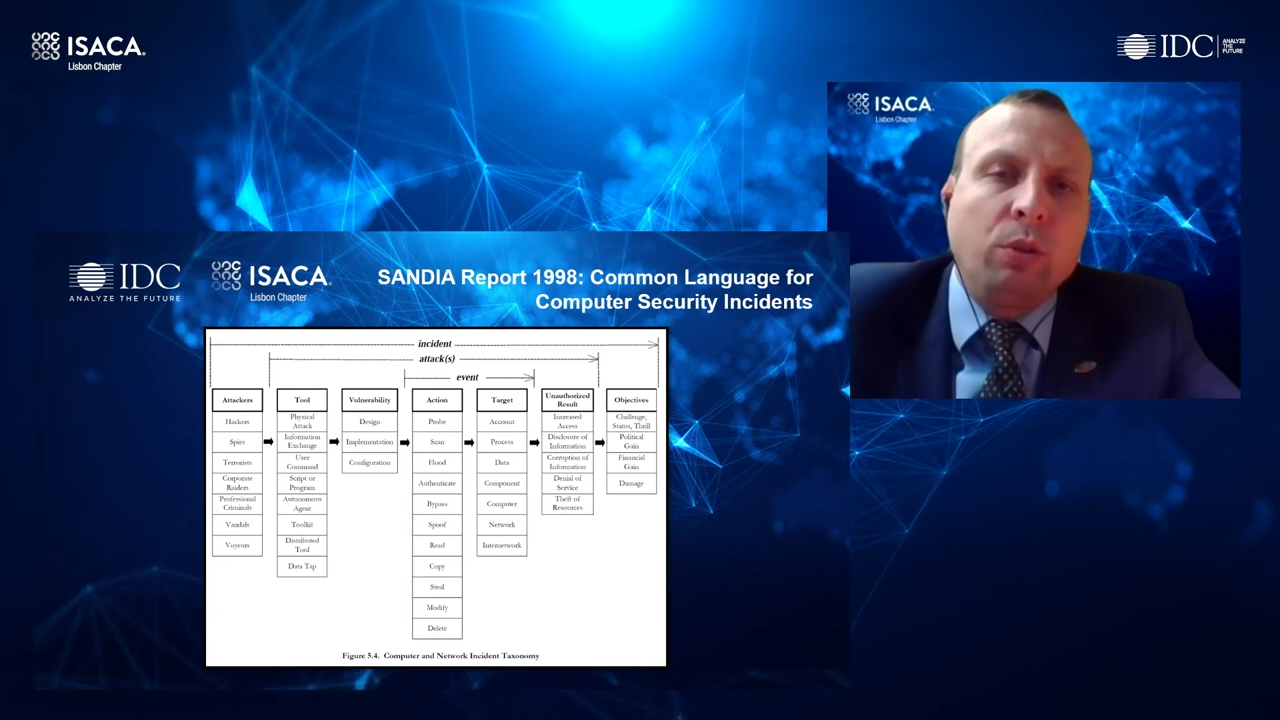 ISACA.
Lisbon Chapter
IDC
ANALYZE
THE
FUTURE
ISACA
Lisbon Chapter
IDC
ANALYZE THE FUTURE
ISACA.
Lisbon Chapter
SANDIA Report 1998: Common Language for
Computer Security Incidents
incident
attack(s)
event
Attackers
Hackers
Spies
Terrorists
Corporate
Raiders
Professional
Criminals
Vandals
Voyeurs
Tool
Physical
Attack
Information
Exchange
User
Command
Script or
Program
Autonomous
Agent
Toolkit
Distributed
Tool
Data Tap
Vulnerability
Design
Implementation
Configuration
Action
Probe
Scan
Flood
Authenticate
Bypass
Spoof
Read
Copy
Steal
Modify
Delete
Target
Account
Process
Data
Component
Computer
Network
Internetwork
Unauthorized
Result
Increased
Access
Disclosure of
Information
Corruption of
Information
Denial of
Service
Theft of
Resources
Objectives
Challenge,
Status, Thrill
Political
Gain
Financial
Gain
Damage
Figure 5.4. Computer and Network Incident Taxonomy